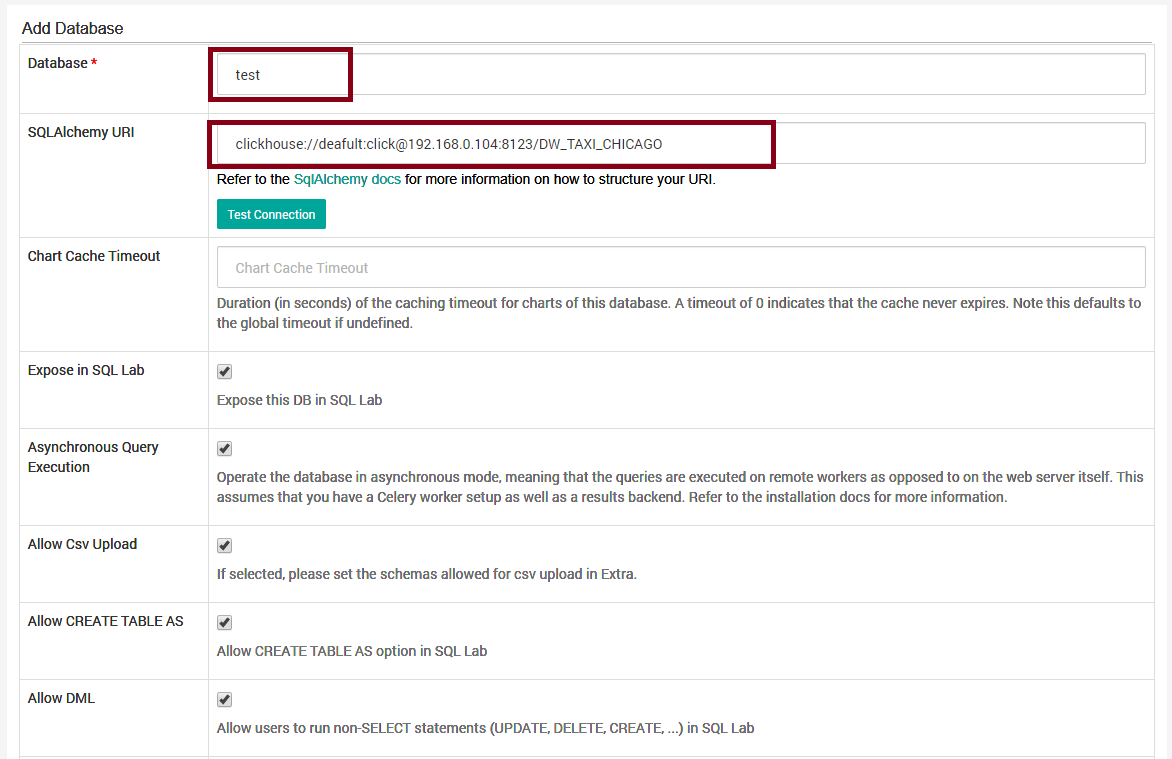 Add Database
Database *
test
SQLAlchemy URI
clickhouse://deafult:click@192.168.0.104:8123/DW_TAXI_CHICAGO
Refer to the SqlAlchemy docs for more information on how to structure your URI.
Test Connection
Chart Cache Timeout
Chart Cache Timeout
Duration (in seconds) of the caching timeout for charts of this database. A timeout of 0 indicates that the cache never expires. Note this defaults to
the global timeout if undefined.
Expose in SQL Lab
Expose this DB in SQL Lab
Asynchronous Query
Execution
Operate the database in asynchronous mode, meaning that the queries are executed on remote workers as opposed to on the web server itself. This
assumes that you have a Celery worker setup as well as a results backend. Refer to the installation docs for more information.
Allow Csv Upload
If selected, please set the schemas allowed for csv upload in Extra.
Allow CREATE TABLE AS
Allow CREATE TABLE AS option in SQL Lab
Allow DML
Allow users to run non-SELECT statements (UPDATE, DELETE, CREATE, ...) in SQL Lab